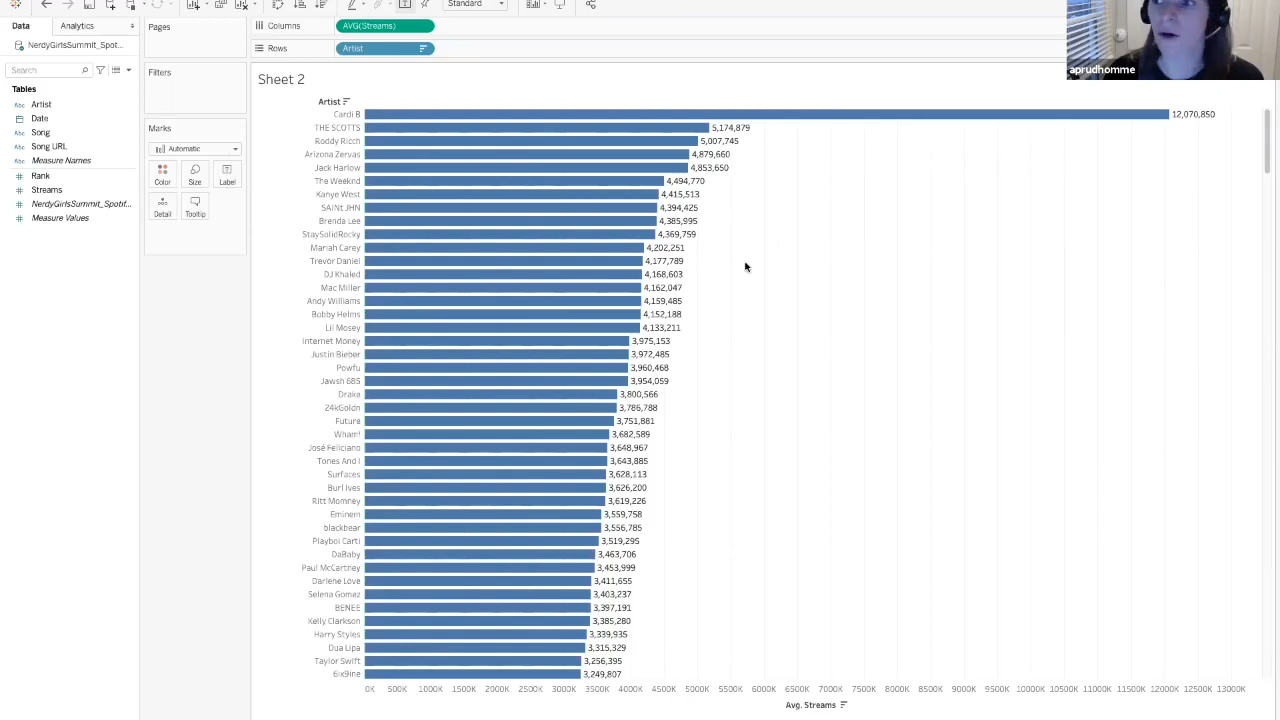 Standard
Data
Analytics
Pages
Columns
AVG(Streams)
NerdyGirlsSummit_Spot...
Rows
Artist
aprudhomme
Search
Filters
Sheet 2
Tables
Abc Artist
Date
Abc Song
Abc Song URL
Abc Measure Names
# Rank
# Streams
# NerdyGirlsSummit_Spotif...
# Measure Values
Marks
Automatic
Color
Size
Label
Detail
Tooltip
Artist
Cardi B 12,070,850
THE SCOTTS 5,174,879
Roddy Ricch 5,007,745
Arizona Zervas 4,879,660
Jack Harlow 4,853,650
The Weeknd 4,494,770
Kanye West 4,415,513
SAINt JHN 4,394,425
Brenda Lee 4,385,995
StaySolidRocky 4,369,759
Mariah Carey 4,202,251
Trevor Daniel 4,177,789
DJ Khaled 4,168,603
Mac Miller 4,162,047
Andy Williams 4,159,485
Bobby Helms 4,152,188
Lil Mosey 4,133,211
Internet Money 3,975,153
Justin Bieber 3,972,485
Powfu 3,960,468
Jawsh 685 3,954,059
Drake 3,800,566
24kGoldn 3,786,788
Future 3,751,881
Wham! 3,682,589
José Feliciano 3,648,967
Tones And I 3,643,885
Surfaces 3,628,113
Burl Ives 3,626,200
Ritt Momney 3,619,226
Eminem 3,559,758
blackbear 3,556,785
Playboi Carti 3,519,295
DaBaby 3,463,706
Paul McCartney 3,453,999
Darlene Love 3,411,655
Selena Gomez 3,403,237
BENEE 3,397,191
Kelly Clarkson 3,385,280
Harry Styles 3,339,935
Dua Lipa 3,315,329
Taylor Swift 3,256,395
6ix9ine 3,249,807
0K 500K 1000K 1500K 2000K 2500K 3000K 3500K 4000K 4500K 5000K 5500K 6000K 6500K 7000K 7500K 8000K 8500K 9000K 9500K 10000K 10500K 11000K 11500K 12000K 12500K 13000K
Avg. Streams